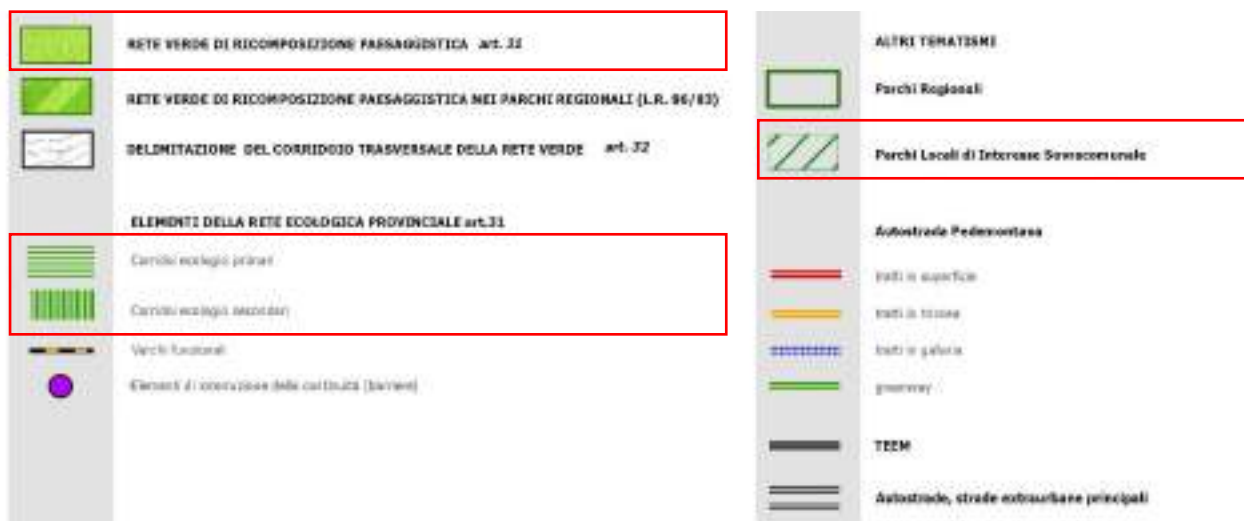 RETE VERDE DI RICOMPOSIZIONE PAESAGGISTICA art. 31
RETE VERDE DI RICOMPOSIZIONE PAESAGGISTICA NEI PARCHI REGIONALI (L.R. 86/83)
DELIMITAZIONE DEL CORRIDOIO TRASVERSALE DELLA RETE VERDE art. 32
ELEMENTI DELLA RETE ECOLOGICA PROVINCIALE art.31
Corridoi ecologici primari
Corridoi ecologici secondari
Varchi funzionali
Elementi di interruzione della continuità (barriere)
ALTRI TEMATISMI
Parchi Regionali
Parchi Locali di Interesse Sovracomunale
Autostrada Pedemontana
tratti in superficie
tratti in trincea
tratti in galleria
greenway
TEEM
Autostrade, strade extraurbane principali